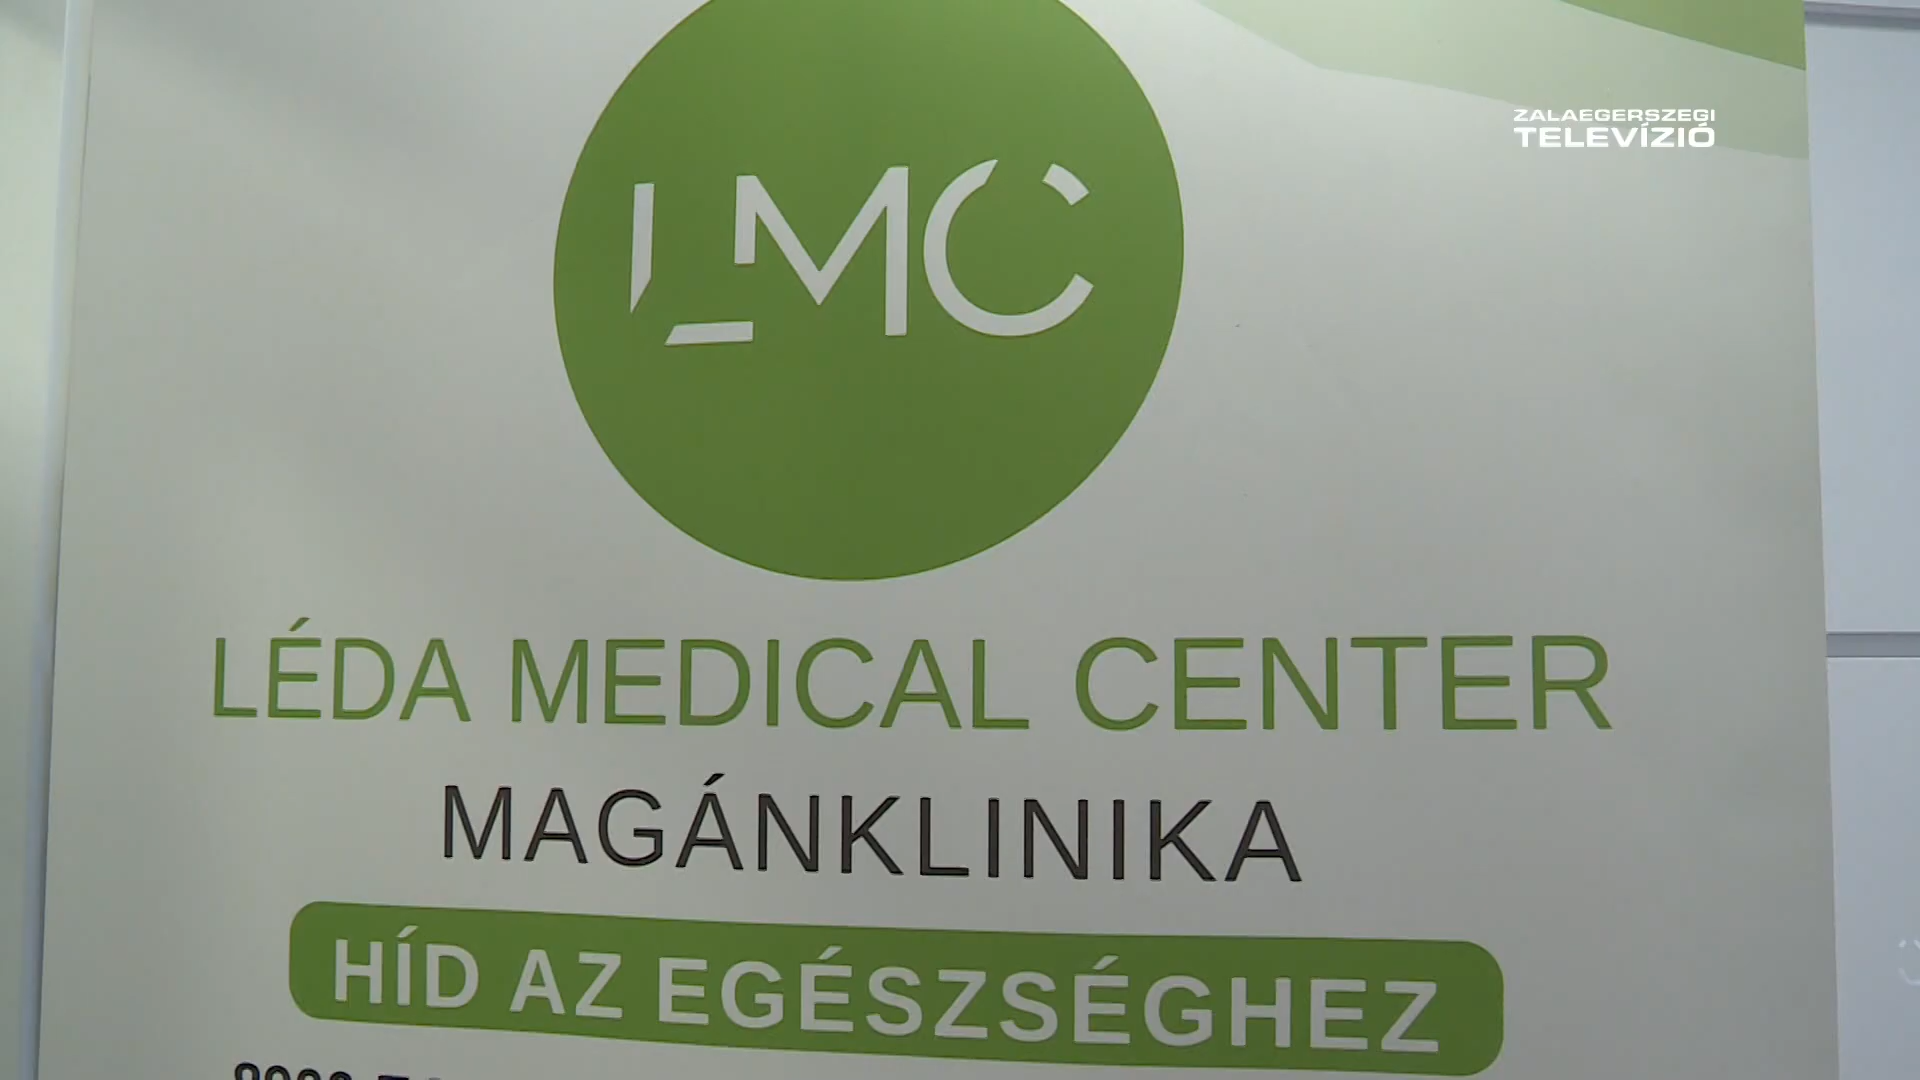 ZALAEGERSZEGI
TELEVÍZIÓ
LMC
LÉDA MEDICAL CENTER
MAGÁNKLINIKA
HÍD AZ EGÉSZSÉGHEZ